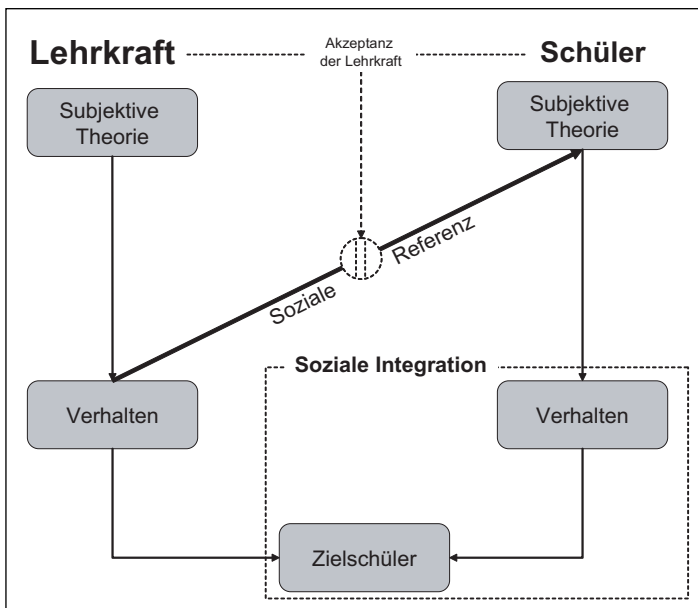 Lehrkraft
Akzeptanz
der Lehrkraft
Schüler
Subjektive
Theorie
Subjektive
Theorie
Soziale Referenz
Soziale Integration
Verhalten
Verhalten
Zielschüler